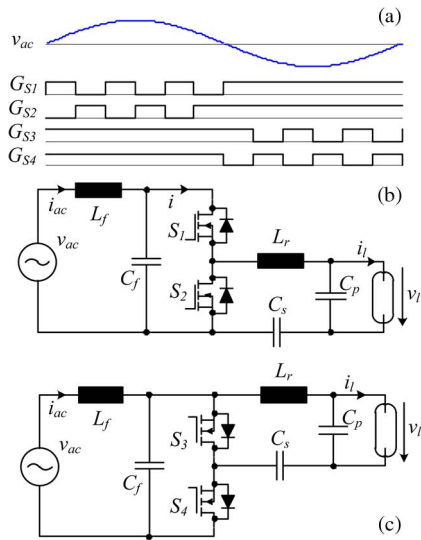 (a)
v_ac
G_S1
G_S2
G_S3
G_S4
(b)
i_ac L_f i
v_ac C_f S_1 S_2 L_r i_l
C_s C_p v_l
(c)
i_ac L_f L_r i_l
v_ac C_f S_3 S_4
C_s C_p v_l